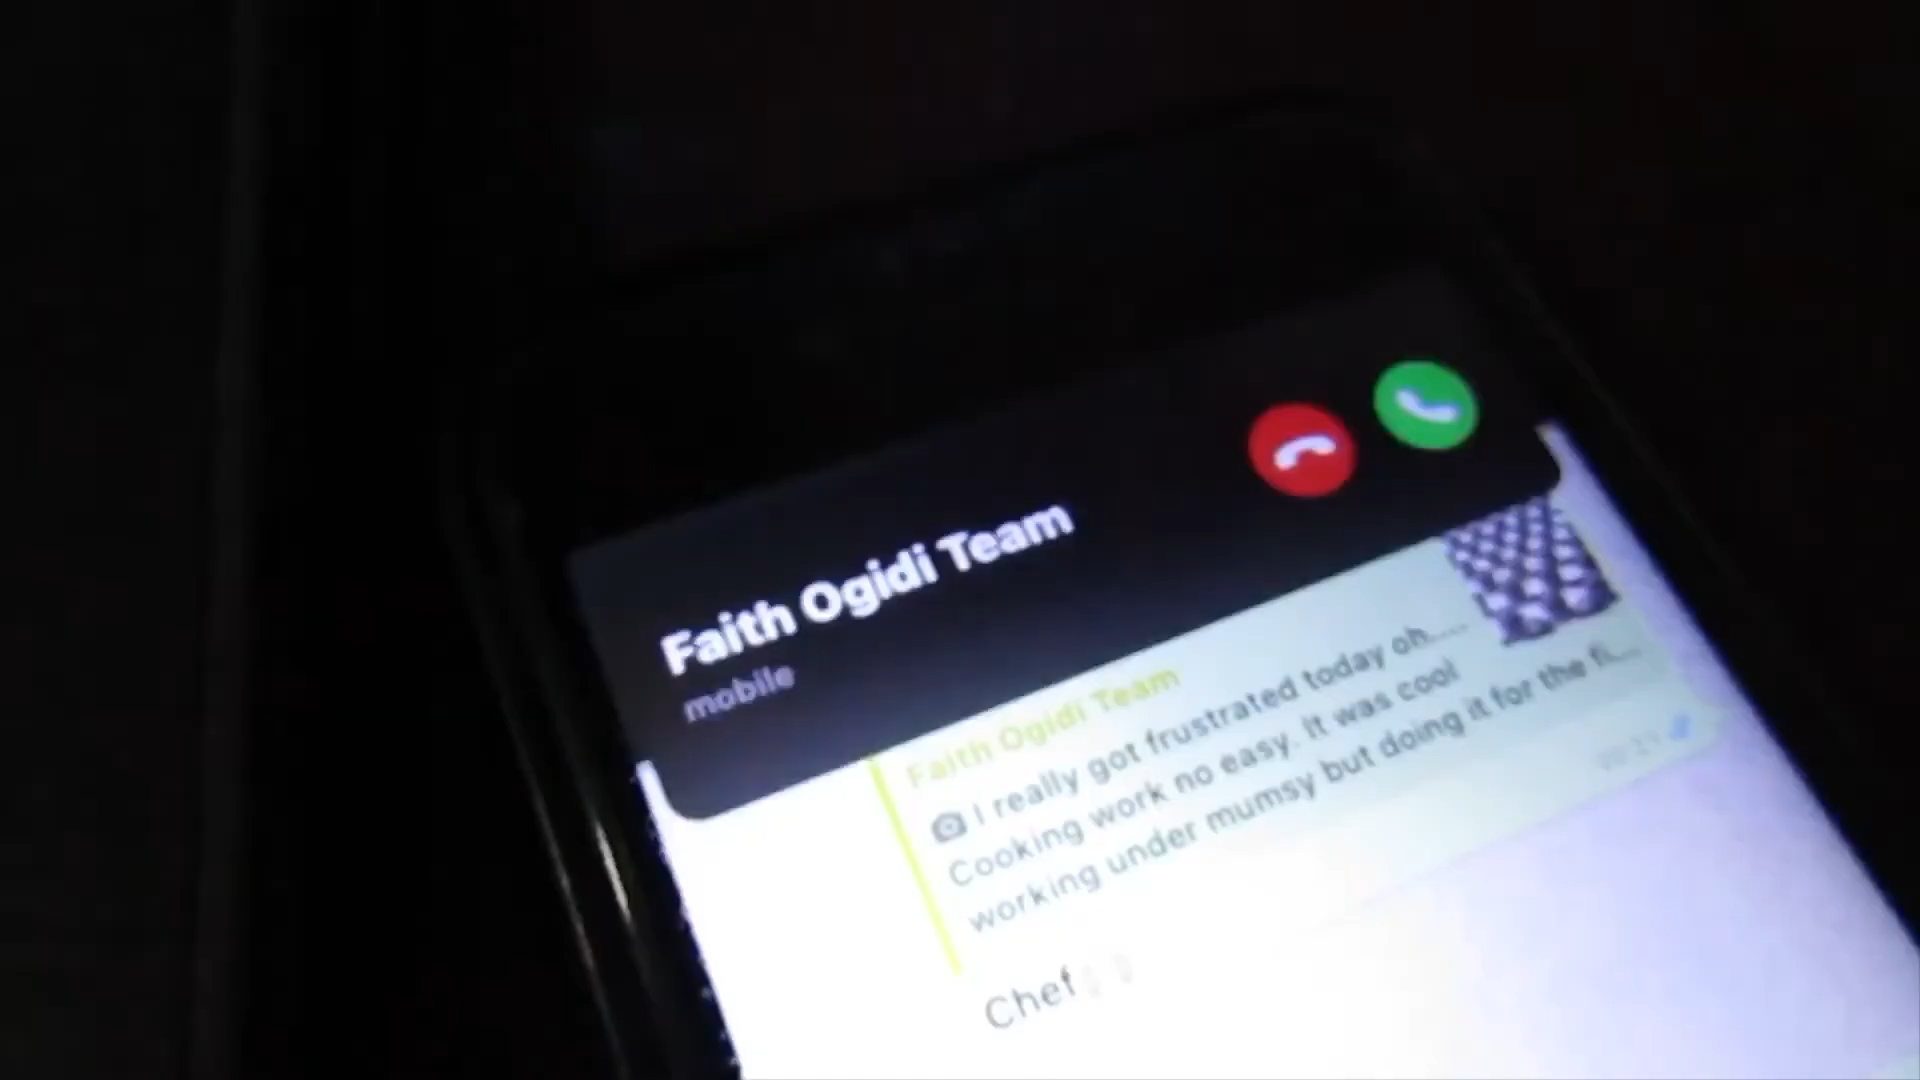 Faith Ogidi Team
mobile
Faith Ogidi Team
I really got frustrated today oh....
Cooking work no easy. It was cool
working under mumsy but doing it for the fi...
Chef